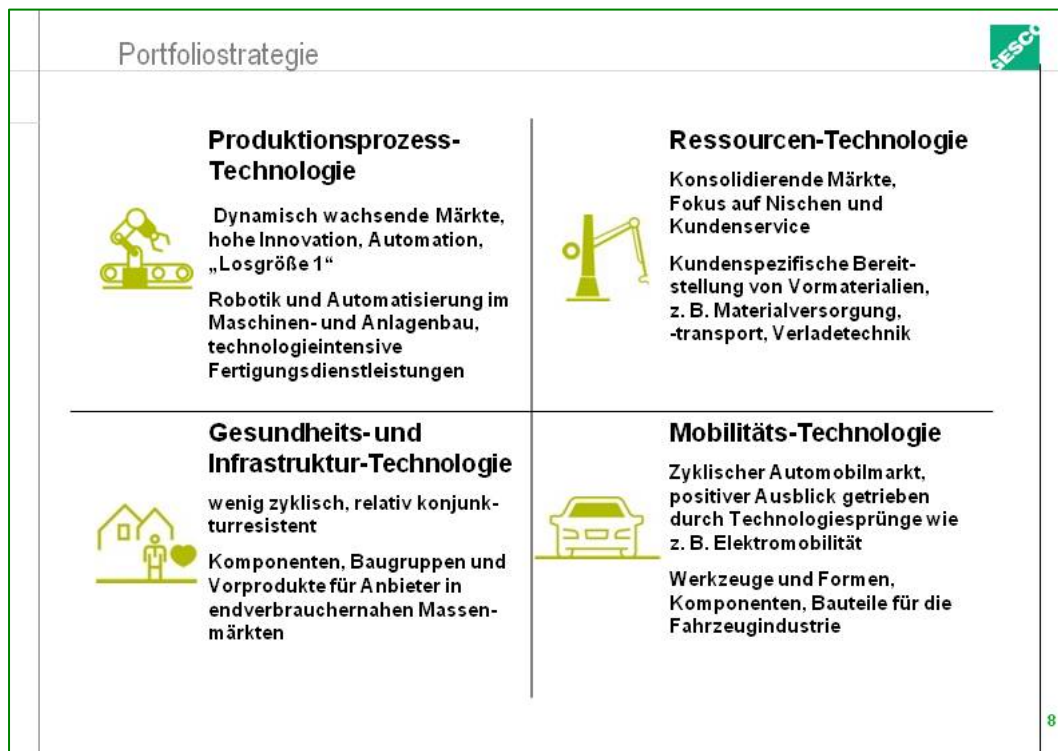 Portfoliostrategie
GESCO
Produktionsprozess-
Technologie
Dynamisch wachsende Märkte,
hohe Innovation, Automation,
„Losgröße 1“
Robotik und Automatisierung im
Maschinen- und Anlagenbau,
technologieintensive
Fertigungsdienstleistungen
Ressourcen-Technologie
Konsolidierende Märkte,
Fokus auf Nischen und
Kundenservice
Kundenspezifische Bereit-
stellung von Vormaterialien,
z. B. Materialversorgung,
-transport, Verladetechnik
Gesundheits- und
Infrastruktur-Technologie
wenig zyklisch, relativ konjunk-
turresistent
Komponenten, Baugruppen und
Vorprodukte für Anbieter in
endverbrauchernahen Massen-
märkten
Mobilitäts-Technologie
Zyklischer Automobilmarkt,
positiver Ausblick getrieben
durch Technologiesprünge wie
z. B. Elektromobilität
Werkzeuge und Formen,
Komponenten, Bauteile für die
Fahrzeugindustrie
8